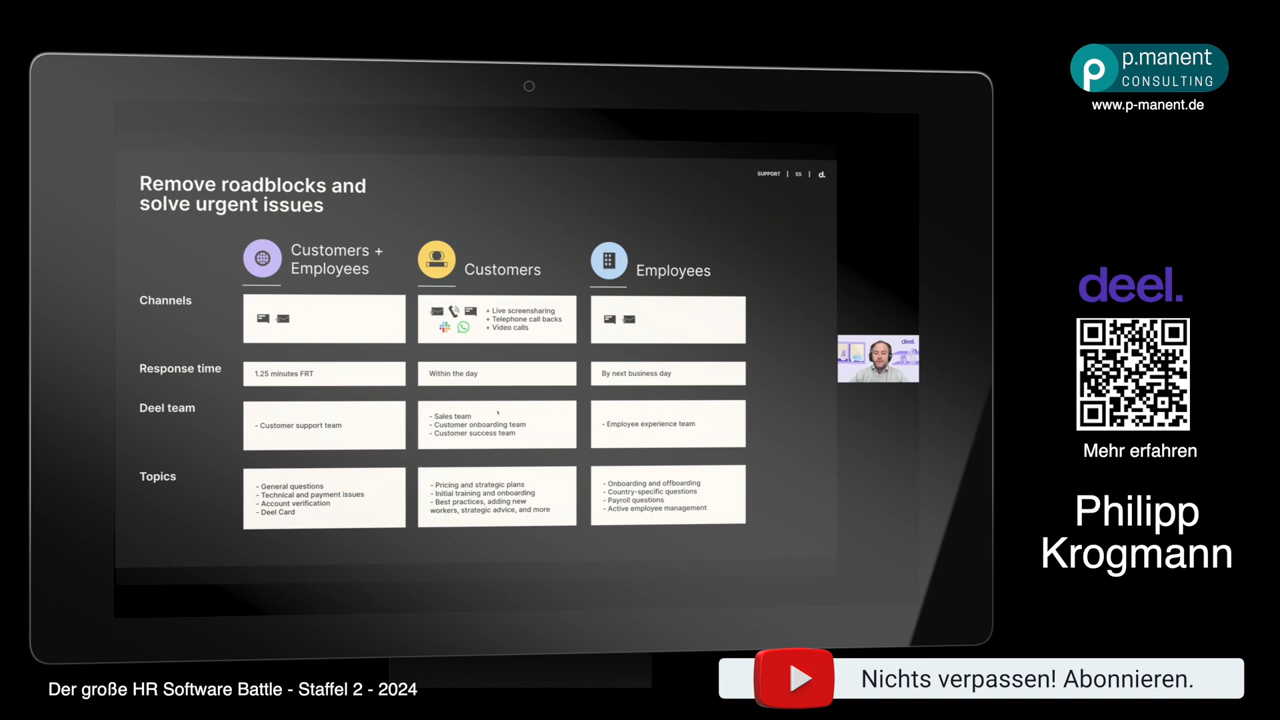 p.manent
CONSULTING
www.p-manent.de
Remove roadblocks and
solve urgent issues
SUPPORT | 55 | d.
Customers +
Employees
Customers
Employees
Channels
+ Live screensharing
+ Telephone call backs
+ Video calls
Response time
1.25 minutes FRT
Within the day
By next business day
Deel team
- Customer support team
- Sales team
- Customer onboarding team
- Customer success team
- Employee experience team
Topics
- General questions
- Technical and payment issues
- Account verification
- Deel Card
- Pricing and strategic plans
- Initial training and onboarding
- Best practices, adding new
workers, strategic advice, and more
- Onboarding and offboarding
- Country-specific questions
- Payroll questions
- Active employee management
deel.
deel.
Mehr erfahren
Philipp
Krogmann
Der große HR Software Battle - Staffel 2 - 2024
Nichts verpassen! Abonnieren.